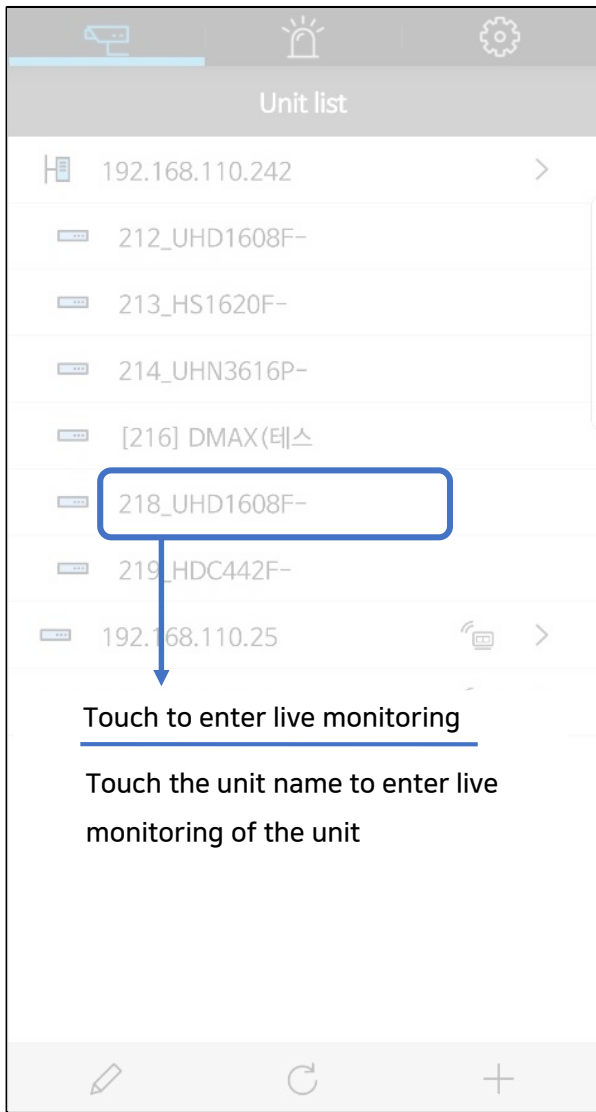 Unit list
192.168.110.242
212_UHD1608F-
213_HS1620F-
214_UHN3616P-
[216] DMAX(테스
218_UHD1608F-
219_HDC442F-
192.168.110.25
Touch to enter live monitoring
Touch the unit name to enter live
monitoring of the unit